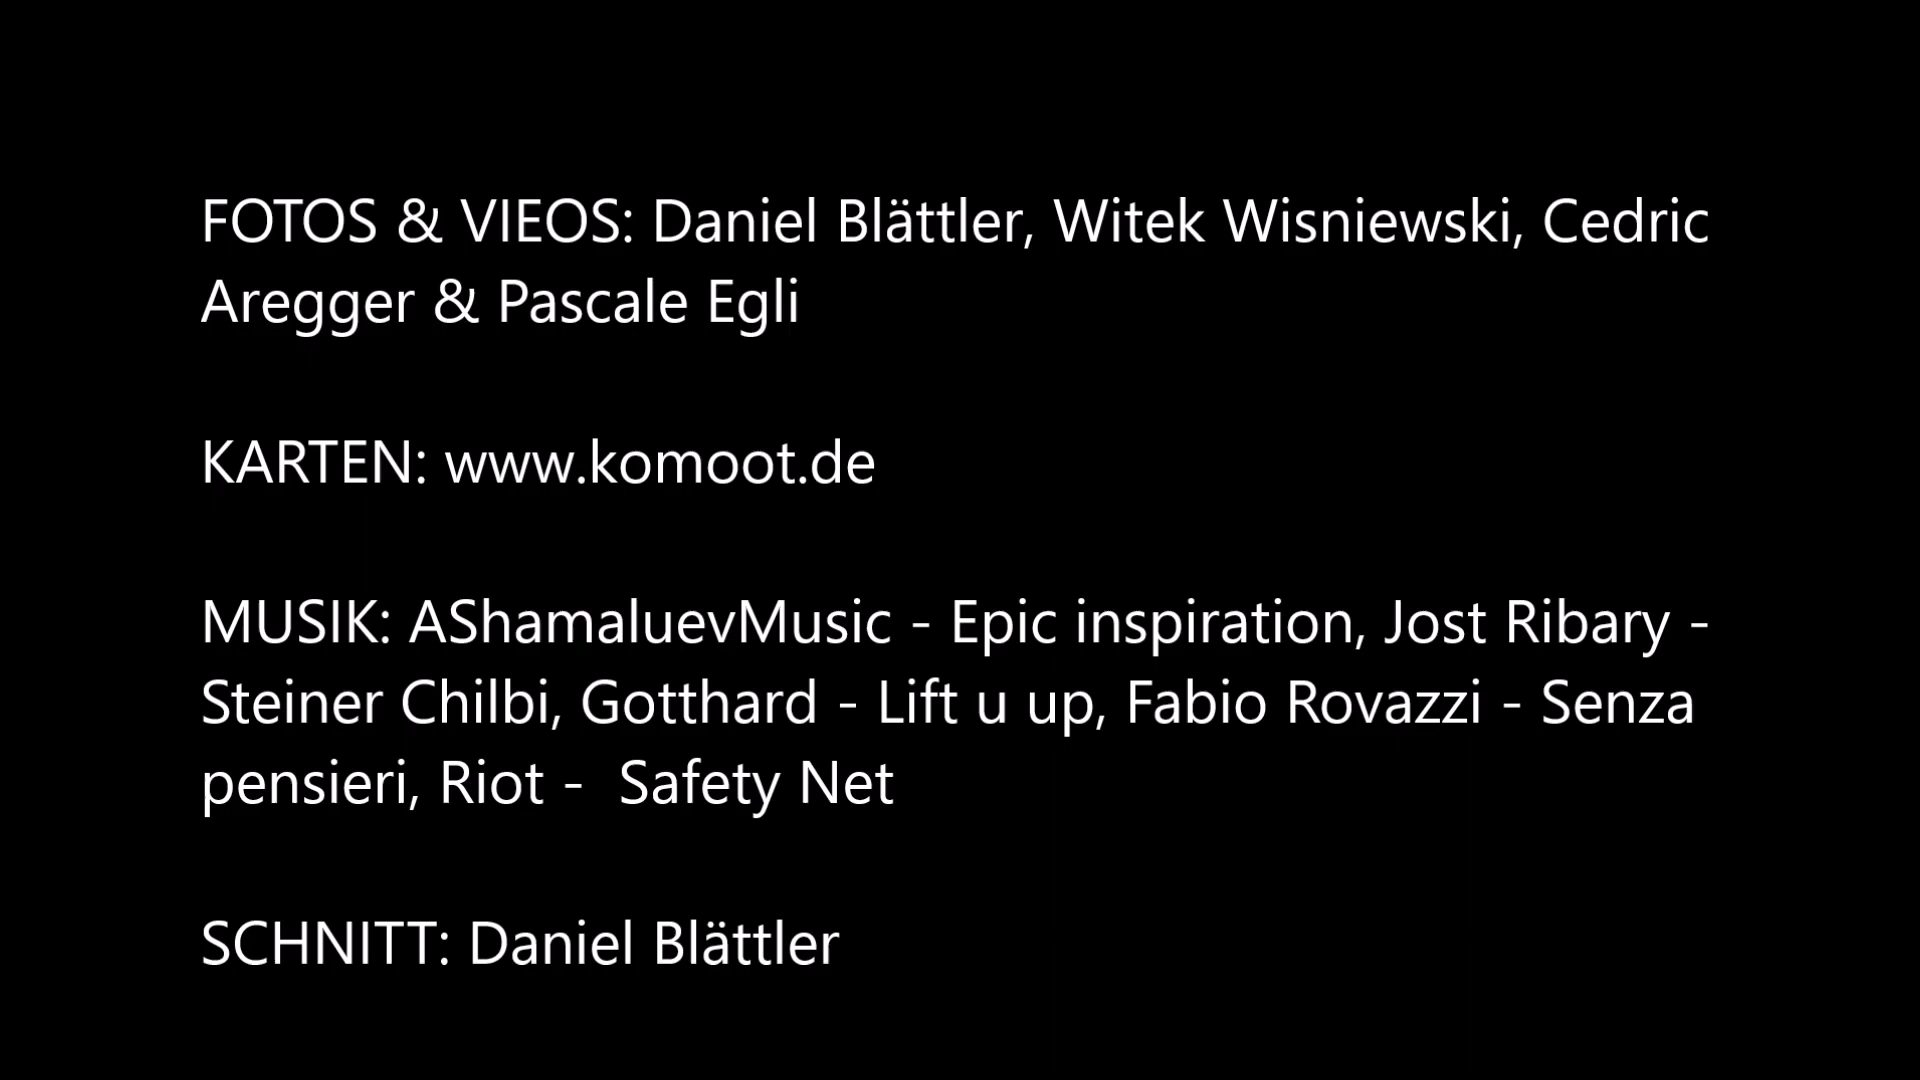 FOTOS & VIEOS: Daniel Blättler, Witek Wisniewski, Cedric
Aregger & Pascale Egli
KARTEN: www.komoot.de
MUSIK: AShamaluevMusic - Epic inspiration, Jost Ribary -
Steiner Chilbi, Gotthard - Lift u up, Fabio Rovazzi - Senza
pensieri, Riot -  Safety Net
SCHNITT: Daniel Blättler